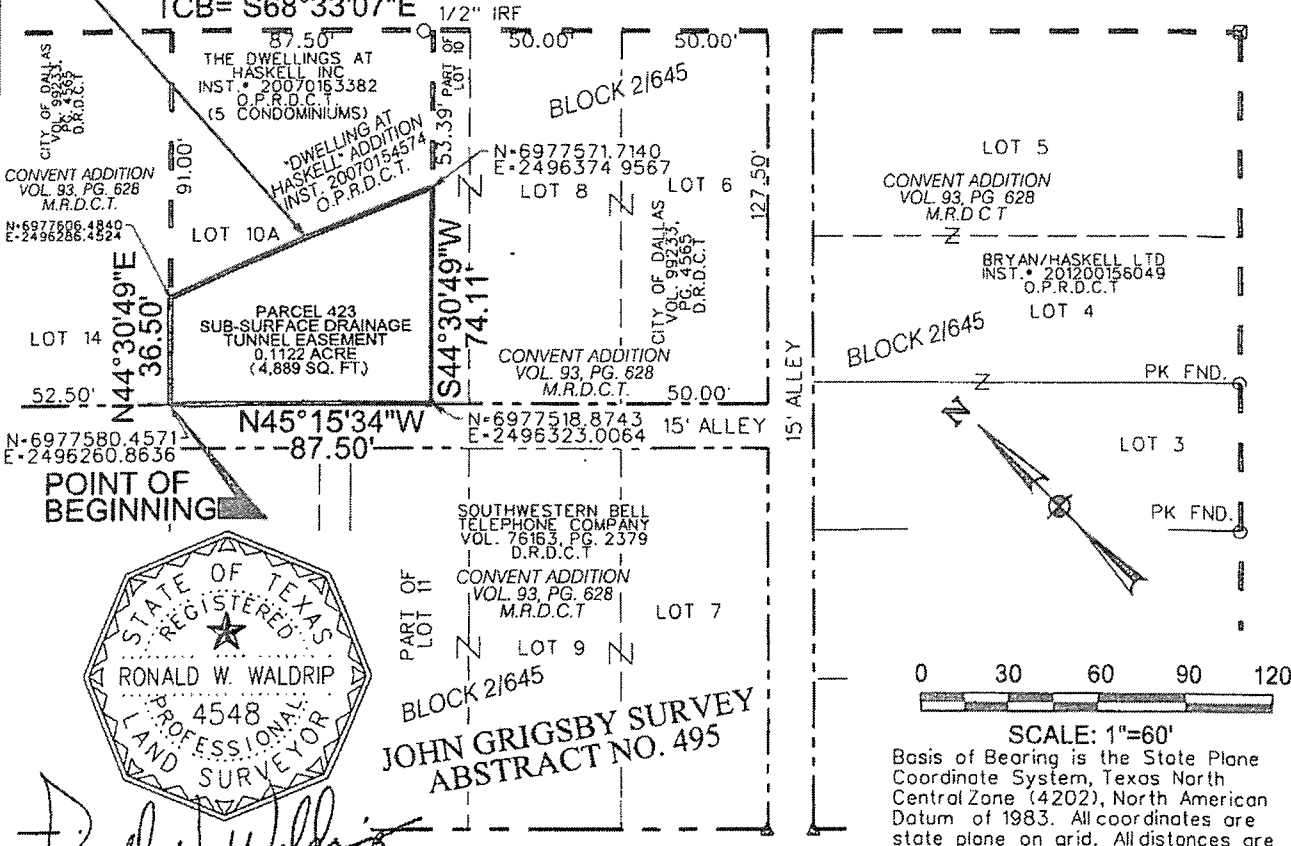 TCB= S68°33'07"E
1/2" IRF
87.50'
50.00'
50.00'
CITY OF DALLAS
VOL. 99233,
PG. 4565
D.R.D.C.T
THE DWELLINGS AT
HASKELL INC
INST.* 20070163382
O.P.R.D.C.T.
(5 CONDOMINIUMS)
PART OF
LOT 10
BLOCK 2/645
53.39'
91.00'
"DWELLING AT
HASKELL" ADDITION
INST. 20070154574
O.P.R.D.C.T.
N=6977571.7140
E=2496374.9567
LOT 8
LOT 6
127.50'
LOT 5
CONVENT ADDITION
VOL. 93, PG 628
M.R.D C T
CONVENT ADDITION
VOL. 93, PG. 628
M.R.D.C.T.
N=6977606.4840
E=2496286.4524
LOT 10A
CITY OF DALLAS
VOL. 99233,
PG. 4565
D.R.D.C.T
Z
Z
Z
BRYAN/HASKELL LTD
INST.* 201200156049
O.P.R.D.C.T
LOT 4
LOT 14
N44°30'49"E
36.50'
PARCEL 423
SUB-SURFACE DRAINAGE
TUNNEL EASEMENT
0.1122 ACRE
(4,889 SQ. FT.)
S44°30'49"W
74.11'
CONVENT ADDITION
VOL. 93, PG. 628
M.R.D.C.T.
BLOCK 2/645
PK FND.
Z
52.50'
50.00'
N45°15'34"W
87.50'
N=6977518.8743
E=2496323.0064
15' ALLEY
15' ALLEY
N
LOT 3
N=6977580.4571
E=2496260.8636
POINT OF
BEGINNING
PK FND.
SOUTHWESTERN BELL
TELEPHONE COMPANY
VOL. 76163, PG. 2379
D.R.D.C.T
CONVENT ADDITION
VOL. 93, PG. 628
M.R.D.C.T
PART OF
LOT 11
LOT 7
Z
LOT 9
Z
BLOCK 2/645
STATE OF TEXAS
REGISTERED
RONALD W. WALDRIP
4548
PROFESSIONAL
LAND SURVEYOR
JOHN GRIGSBY SURVEY
ABSTRACT NO. 495
0 30 60 90 120
SCALE: 1"=60'
Basis of Bearing is the State Plane
Coordinate System, Texas North
Central Zone (4202), North American
Datum of 1983. All coordinates are
state plane on grid. All distances are